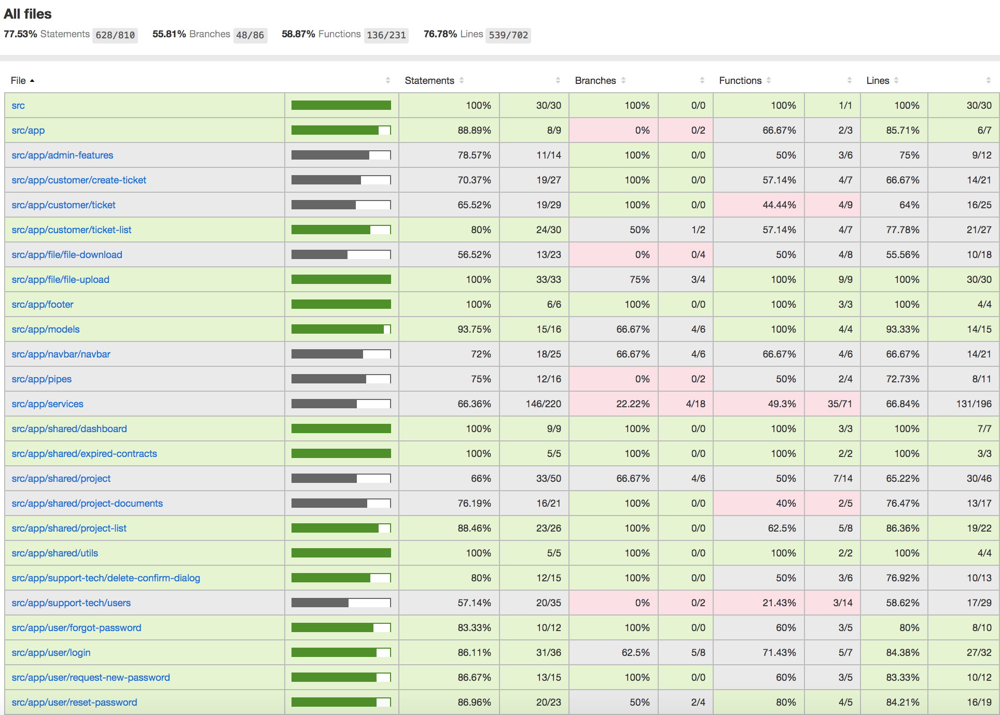 All files
77.53% Statements 628/810 55.81% Branches 48/86 58.87% Functions 136/231 76.78% Lines 539/702
File Statements Branches Functions Lines
src 100% 30/30 100% 0/0 100% 1/1 100% 30/30
src/app 88.89% 8/9 0% 0/2 66.67% 2/3 85.71% 6/7
src/app/admin-features 78.57% 11/14 100% 0/0 50% 3/6 75% 9/12
src/app/customer/create-ticket 70.37% 19/27 100% 0/0 57.14% 4/7 66.67% 14/21
src/app/customer/ticket 65.52% 19/29 100% 0/0 44.44% 4/9 64% 16/25
src/app/customer/ticket-list 80% 24/30 50% 1/2 57.14% 4/7 77.78% 21/27
src/app/file/file-download 56.52% 13/23 0% 0/4 50% 4/8 55.56% 10/18
src/app/file/file-upload 100% 33/33 75% 3/4 100% 9/9 100% 30/30
src/app/footer 100% 6/6 100% 0/0 100% 3/3 100% 4/4
src/app/models 93.75% 15/16 66.67% 4/6 100% 4/4 93.33% 14/15
src/app/navbar/navbar 72% 18/25 66.67% 4/6 66.67% 4/6 66.67% 14/21
src/app/pipes 75% 12/16 0% 0/2 50% 2/4 72.73% 8/11
src/app/services 66.36% 146/220 22.22% 4/18 49.3% 35/71 66.84% 131/196
src/app/shared/dashboard 100% 9/9 100% 0/0 100% 3/3 100% 7/7
src/app/shared/expired-contracts 100% 5/5 100% 0/0 100% 2/2 100% 3/3
src/app/shared/project 66% 33/50 66.67% 4/6 50% 7/14 65.22% 30/46
src/app/shared/project-documents 76.19% 16/21 100% 0/0 40% 2/5 76.47% 13/17
src/app/shared/project-list 88.46% 23/26 100% 0/0 62.5% 5/8 86.36% 19/22
src/app/shared/utils 100% 5/5 100% 0/0 100% 2/2 100% 4/4
src/app/support-tech/delete-confirm-dialog 80% 12/15 100% 0/0 50% 3/6 76.92% 10/13
src/app/support-tech/users 57.14% 20/35 0% 0/2 21.43% 3/14 58.62% 17/29
src/app/user/forgot-password 83.33% 10/12 100% 0/0 60% 3/5 80% 8/10
src/app/user/login 86.11% 31/36 62.5% 5/8 71.43% 5/7 84.38% 27/32
src/app/user/request-new-password 86.67% 13/15 100% 0/0 60% 3/5 83.33% 10/12
src/app/user/reset-password 86.96% 20/23 50% 2/4 80% 4/5 84.21% 16/19